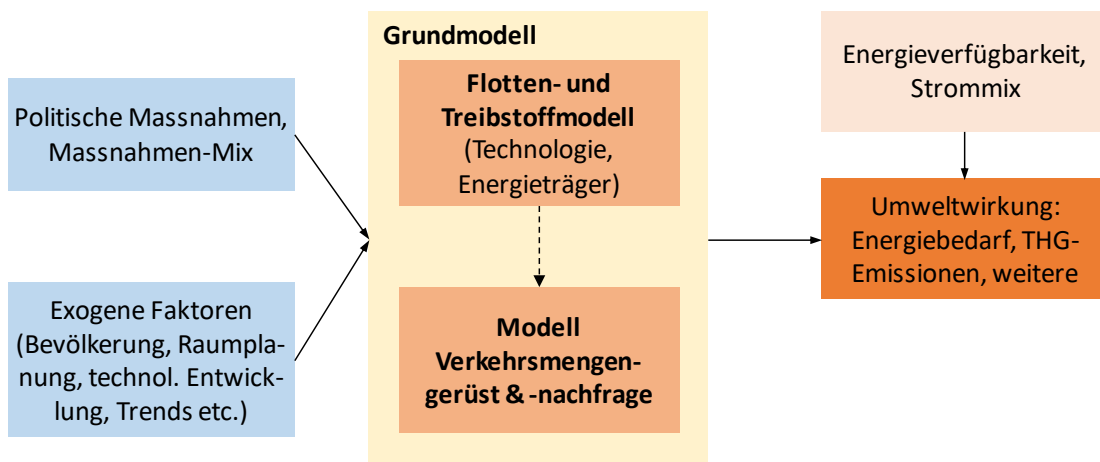 Politische Massnahmen,
Massnahmen-Mix
Exogene Faktoren
(Bevölkerung, Raumpla-
nung, technol. Entwick-
lung, Trends etc.)
Grundmodell
Flotten- und
Treibstoffmodell
(Technologie,
Energieträger)
Modell
Verkehrsmengen-
gerüst & -nachfrage
Energieverfügbarkeit,
Strommix
Umweltwirkung:
Energiebedarf, THG-
Emissionen, weitere